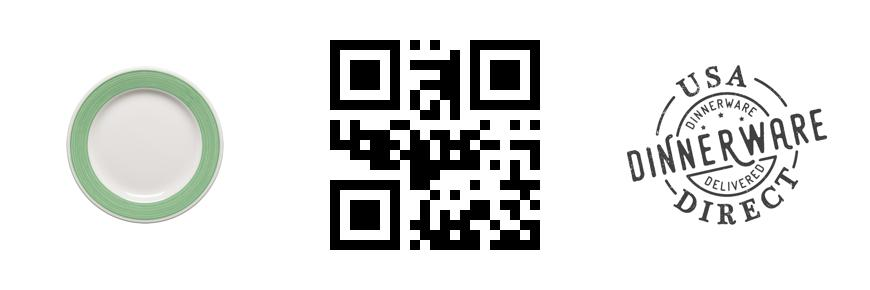 USA
DINNERWARE
DINNERWARE
DELIVERED
DIRECT